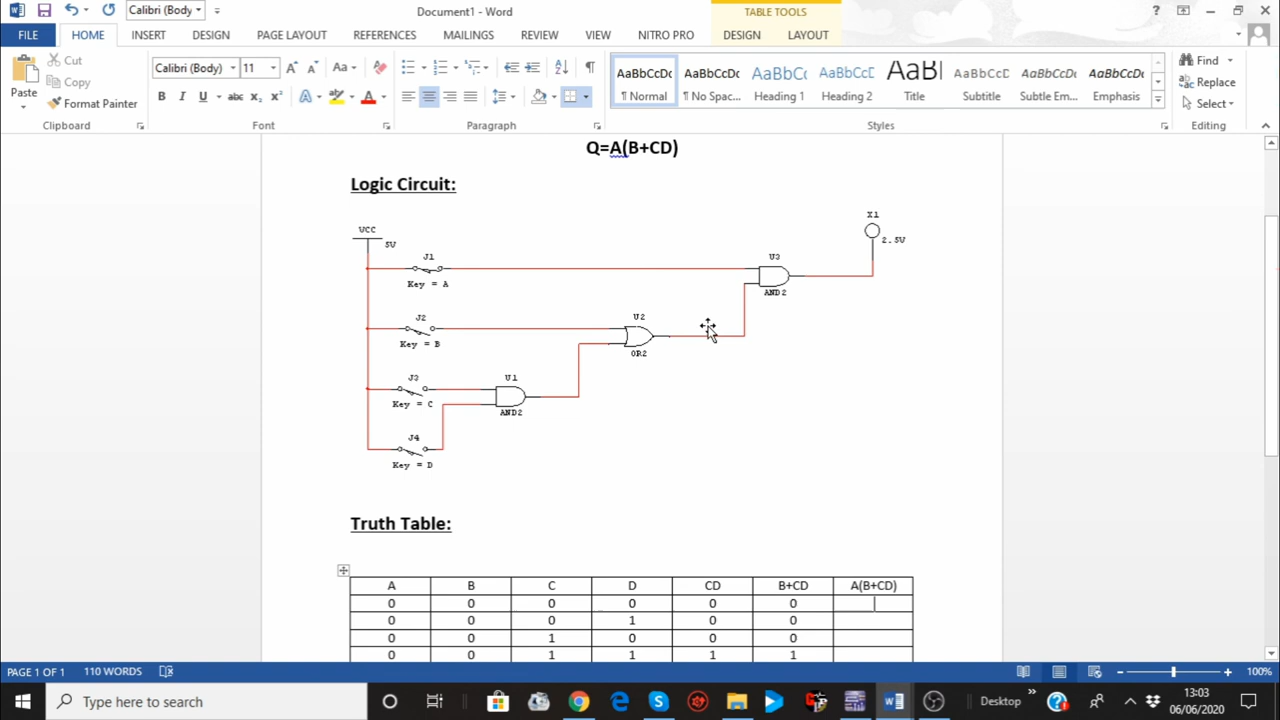 Calibri (Body
Document1 - Word
TABLE TOOLS
FILE
HOME
INSERT
DESIGN
PAGE LAYOUT
REFERENCES
MAILINGS
REVIEW
VIEW
NITRO PRO
DESIGN
LAYOUT
Paste
Cut
Copy
Format Painter
Clipboard
Calibri (Body)
11
Font
Paragraph
AaBbCcDc
¶ Normal
AaBbCcDc
¶ No Spac...
AaBbCc
Heading 1
AaBbCcD
Heading 2
AaBl
Title
AaBbCcD
Subtitle
AaBbCcDc
Subtle Em...
AaBbCcDc
Emphasis
Styles
Find
Replace
Select
Editing
Q=A(B+CD)
Logic Circuit:
VCC
5V
J1
Key = A
J2
Key = B
J3
Key = C
J4
Key = D
U1
AND2
U2
OR2
U3
AND2
X1
2.5V
Truth Table:
A B C D CD B+CD A(B+CD)
0 0 0 0 0 0
0 0 0 1 0 0
0 0 1 0 0 0
0 0 1 1 1 1
PAGE 1 OF 1
110 WORDS
100%
Type here to search
Desktop
13:03
06/06/2020